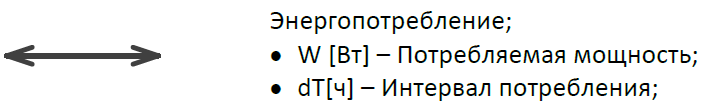 Энергопотребление;
• W [Вт] – Потребляемая мощность;
• dT[ч] – Интервал потребления;